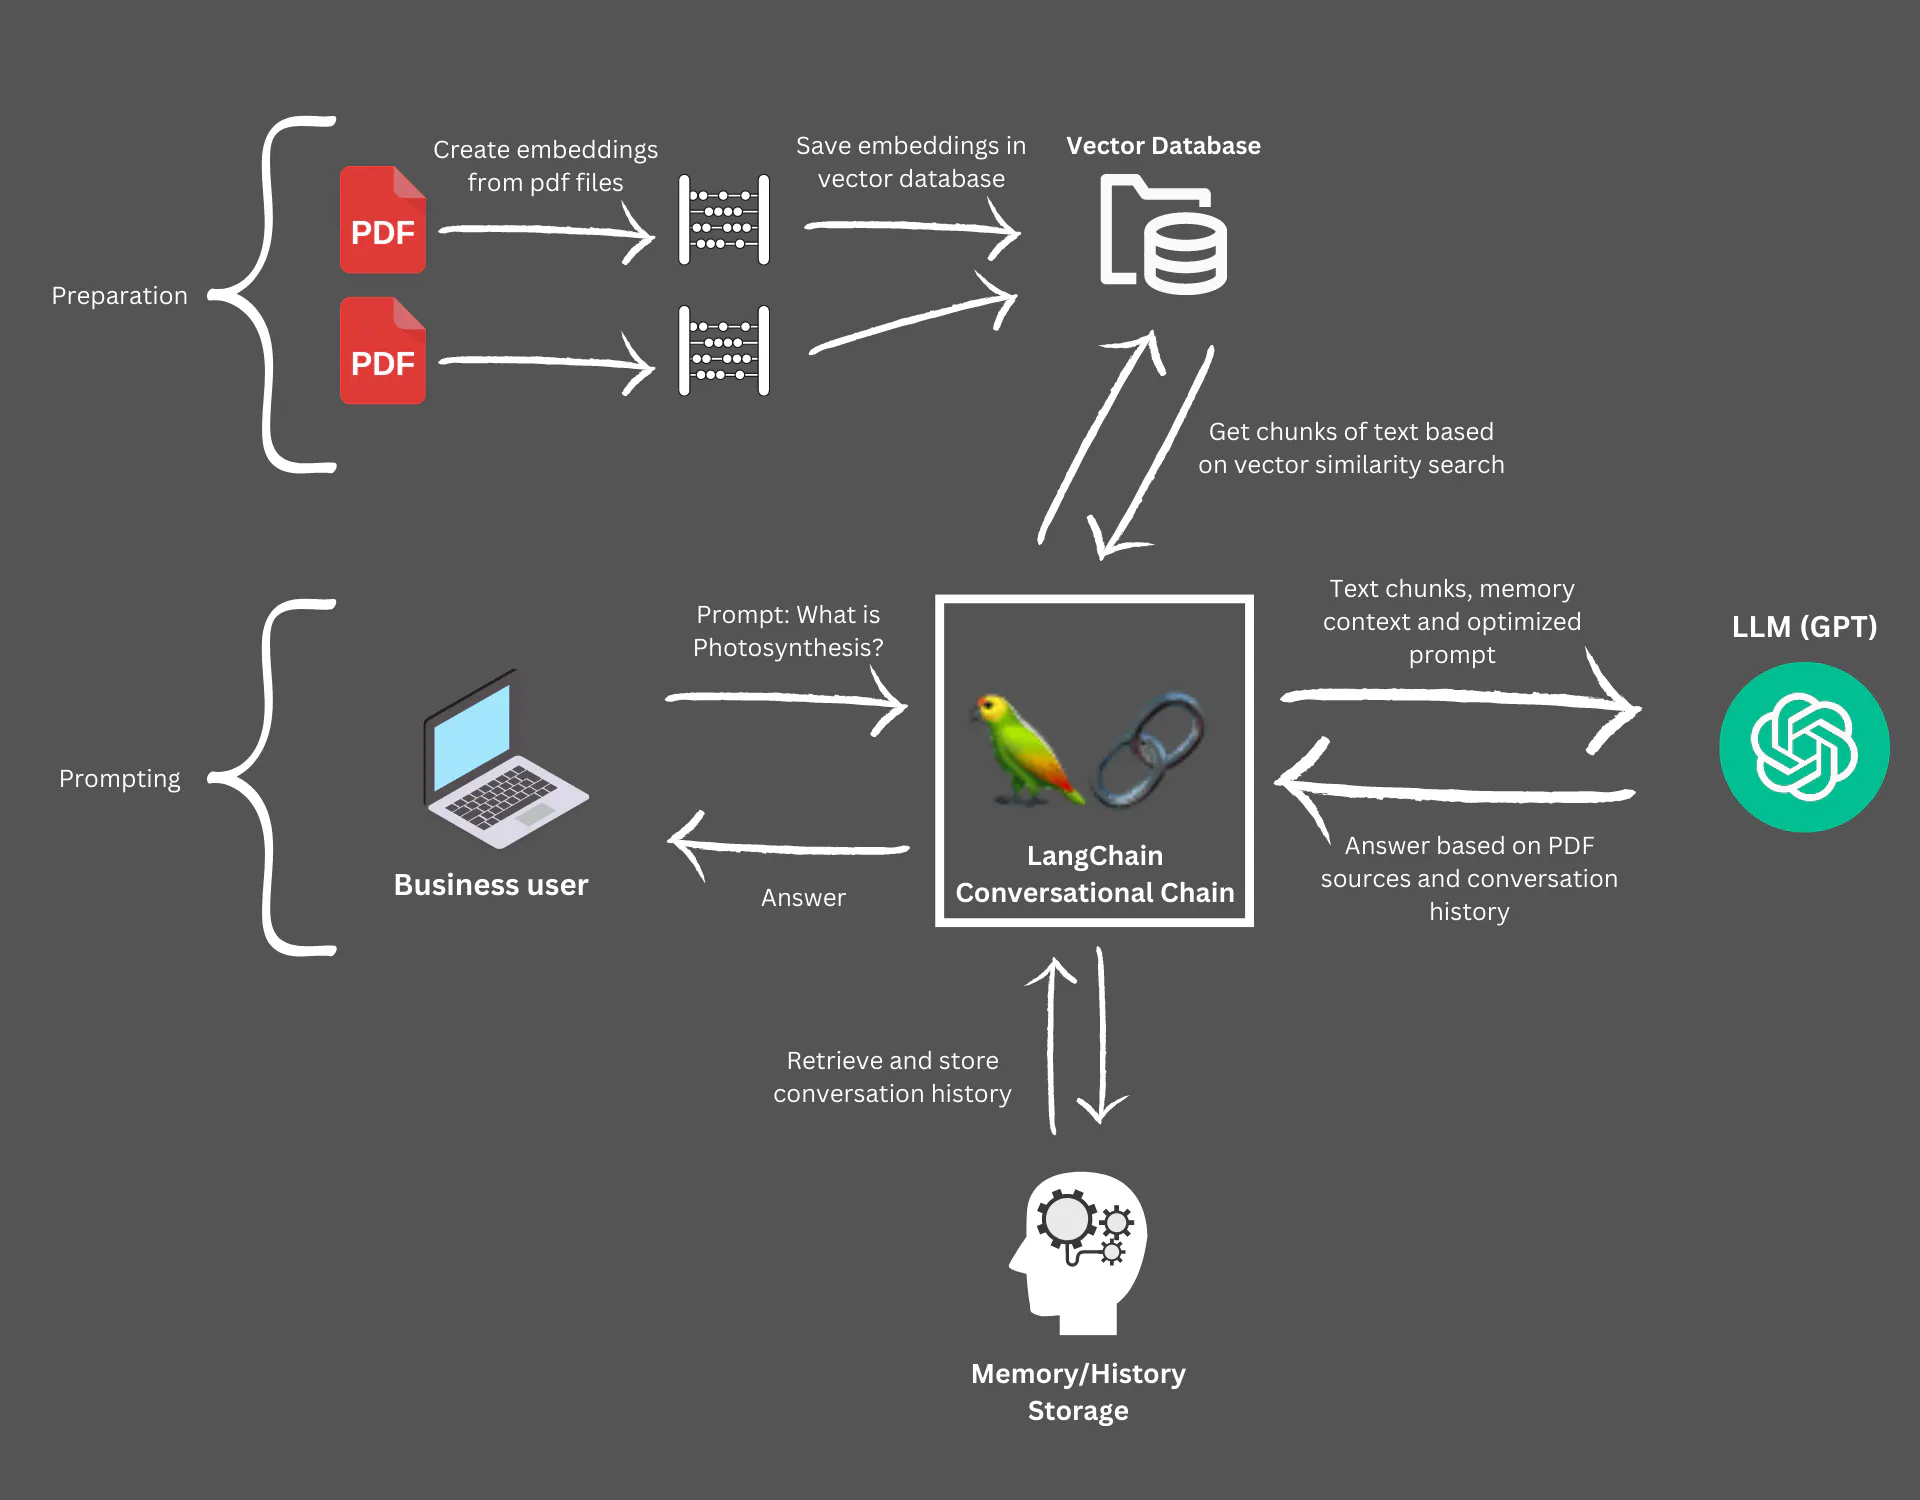 Create embeddings
from pdf files
Save embeddings in
vector database
Vector Database
PDF
PDF
Preparation
Get chunks of text based
on vector similarity search
Prompting
Prompt: What is
Photosynthesis?
Text chunks, memory
context and optimized
prompt
LLM (GPT)
Business user
Answer
LangChain
Conversational Chain
Answer based on PDF
sources and conversation
history
Retrieve and store
conversation history
Memory/History
Storage